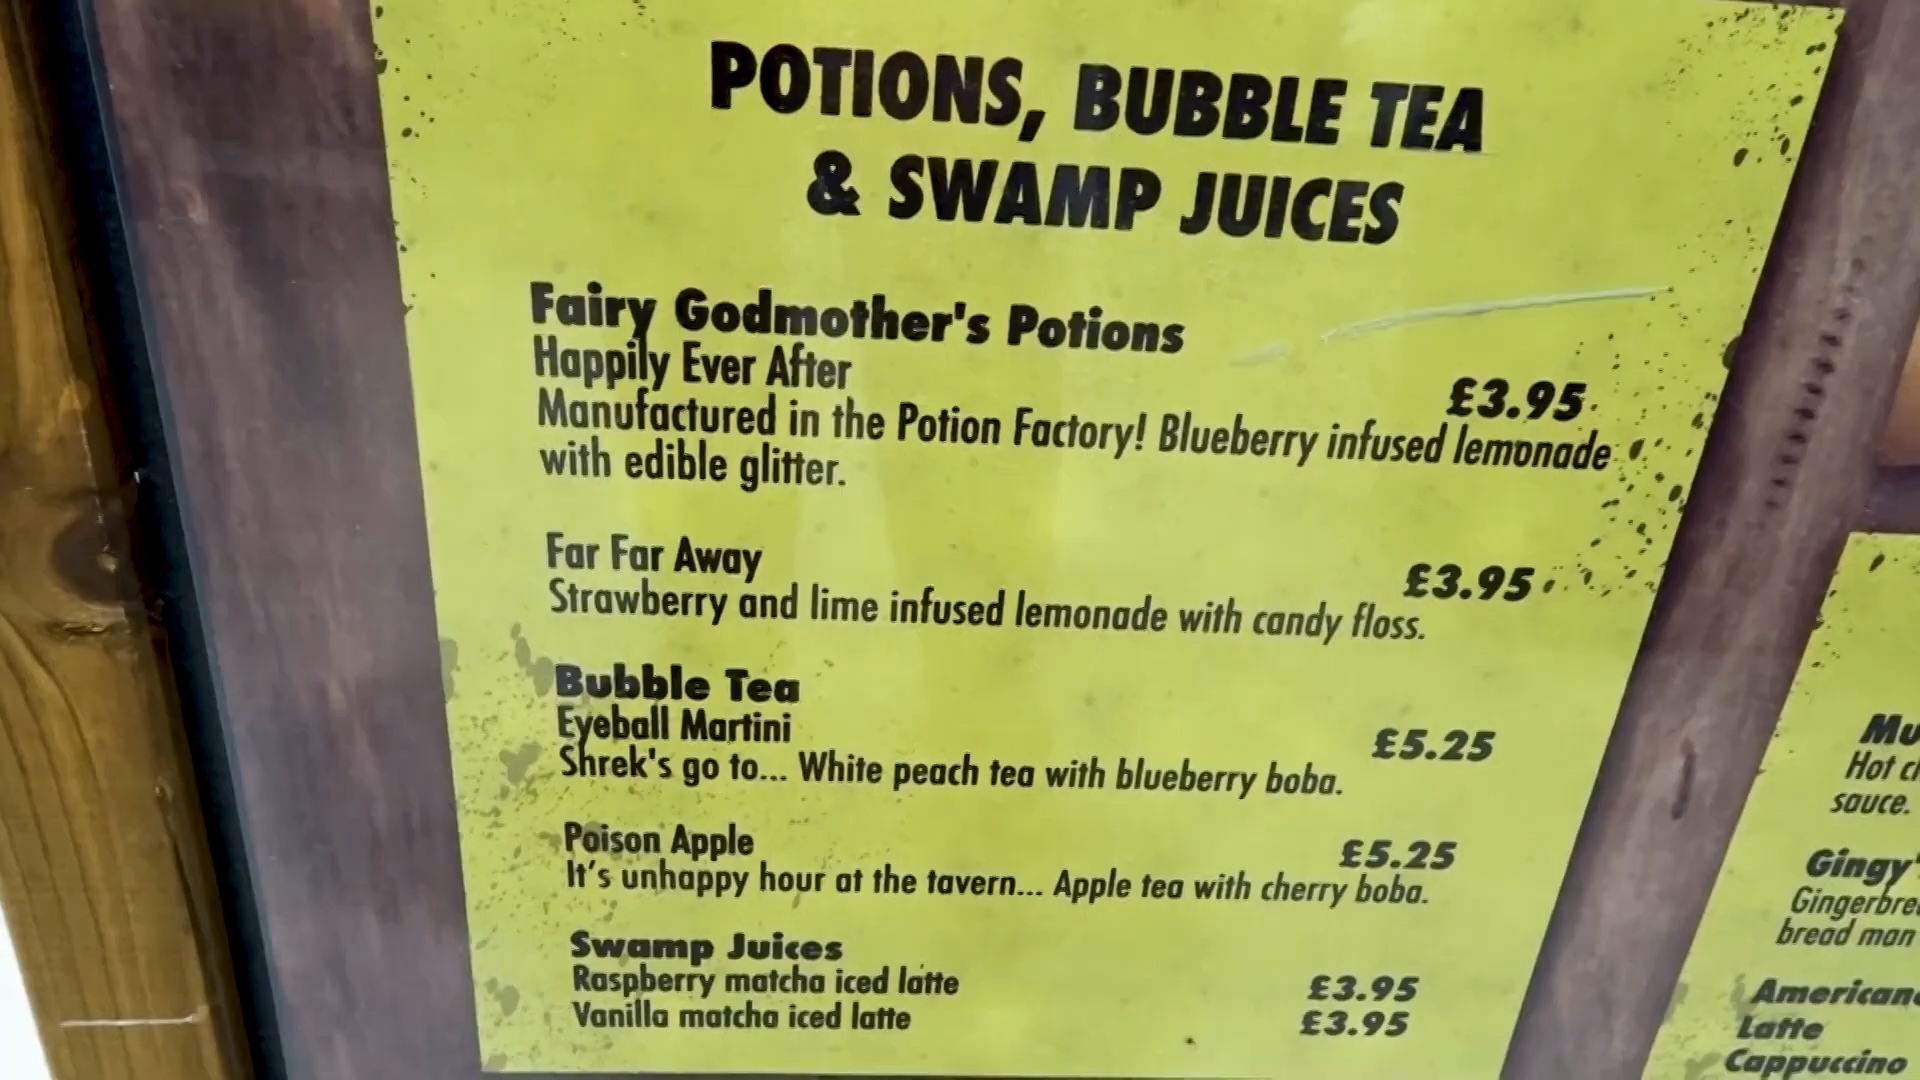 POTIONS, BUBBLE TEA
& SWAMP JUICES
Fairy Godmother's Potions
Happily Ever After £3.95
Manufactured in the Potion Factory! Blueberry infused lemonade
with edible glitter.
Far Far Away £3.95
Strawberry and lime infused lemonade with candy floss.
Bubble Tea
Eyeball Martini £5.25
Shrek's go to... White peach tea with blueberry boba.
Poison Apple £5.25
It's unhappy hour at the tavern... Apple tea with cherry boba.
Swamp Juices
Raspberry matcha iced latte £3.95
Vanilla matcha iced latte £3.95
Hot
sauce.
Gingy
bread man
Latte
Cappuccino